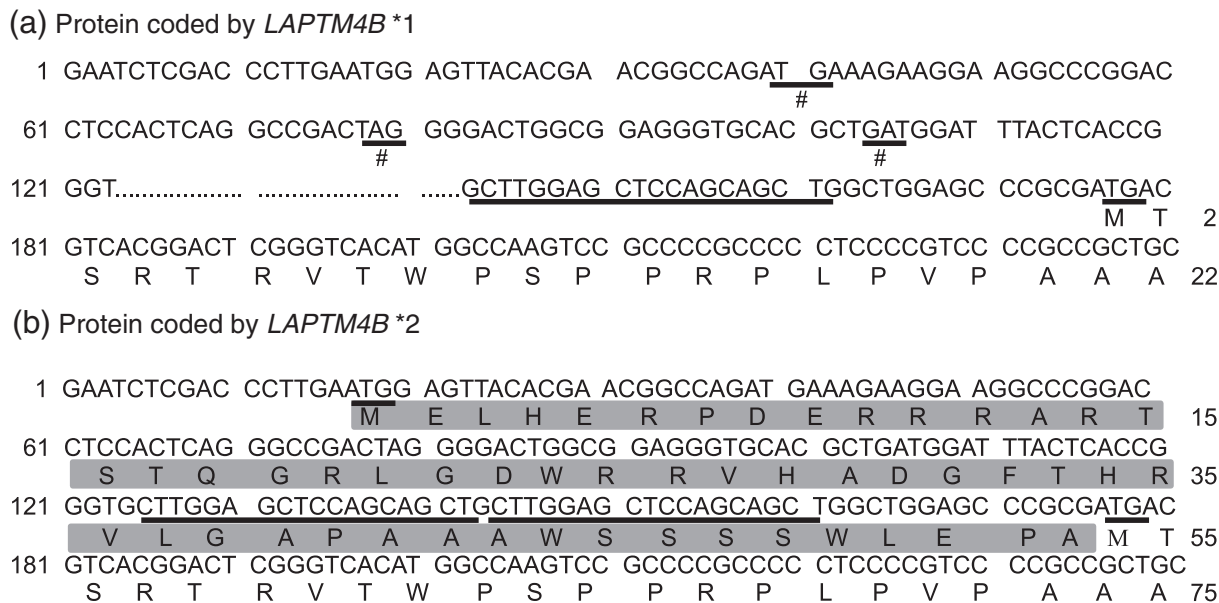 (a) Protein coded by LAPTM4B *1
1 GAATCTCGAC CCTTGAATGG AGTTACACGA ACGGCCAGAT GAAAGAAGGA AGGCCCGGAC
#
61 CTCCACTCAG GCCGACTAG GGGACTGGCG GAGGGTGCAC GCTGATGGAT TTACTCACCG
# #
121 GGT...................... ........................ ......GCTTGGAG CTCCAGCAGC TGGCTGGAGC CCGCGATGAC
M T 2
181 GTCACGGACT CGGGTCACAT GGCCAAGTCC GCCCCGCCCC CTCCCCGTCC CCGCCGCTGC
S R T R V T W P S P P R P L P V P A A A 22
(b) Protein coded by LAPTM4B *2
1 GAATCTCGAC CCTTGAATGG AGTTACACGA ACGGCCAGAT GAAAGAAGGA AGGCCCGGAC
M E L H E R P D E R R R A R T 15
61 CTCCACTCAG GGCCGACTAG GGGACTGGCG GAGGGTGCAC GCTGATGGAT TTACTCACCG
S T Q G R L G D W R R V H A D G F T H R 35
121 GGTGCTTGGA GCTCCAGCAG CTGCTTGGAG CTCCAGCAGC TGGCTGGAGC CCGCGATGAC
V L G A P A A A W S S S S W L E P A M T 55
181 GTCACGGACT CGGGTCACAT GGCCAAGTCC GCCCCGCCCC CTCCCCGTCC CCGCCGCTGC
S R T R V T W P S P P R P L P V P A A A 75